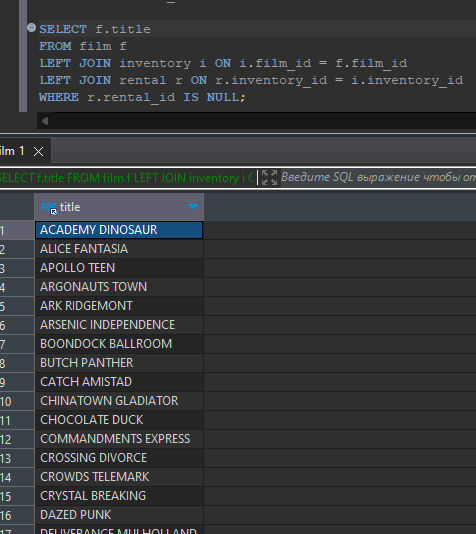 SELECT f.title
FROM film f
LEFT JOIN inventory i ON i.film_id = f.film_id
LEFT JOIN rental r ON r.inventory_id = i.inventory_id
WHERE r.rental_id IS NULL;
ilm 1
SELECT f.title FROM film f LEFT JOIN inventory i O
Введите SQL выражение чтобы от
title
1 ACADEMY DINOSAUR
2 ALICE FANTASIA
3 APOLLO TEEN
4 ARGONAUTS TOWN
5 ARK RIDGEMONT
6 ARSENIC INDEPENDENCE
7 BOONDOCK BALLROOM
8 BUTCH PANTHER
9 CATCH AMISTAD
10 CHINATOWN GLADIATOR
11 CHOCOLATE DUCK
12 COMMANDMENTS EXPRESS
13 CROSSING DIVORCE
14 CROWDS TELEMARK
15 CRYSTAL BREAKING
16 DAZED PUNK
17 DELIVERANCE MULHOLLAND